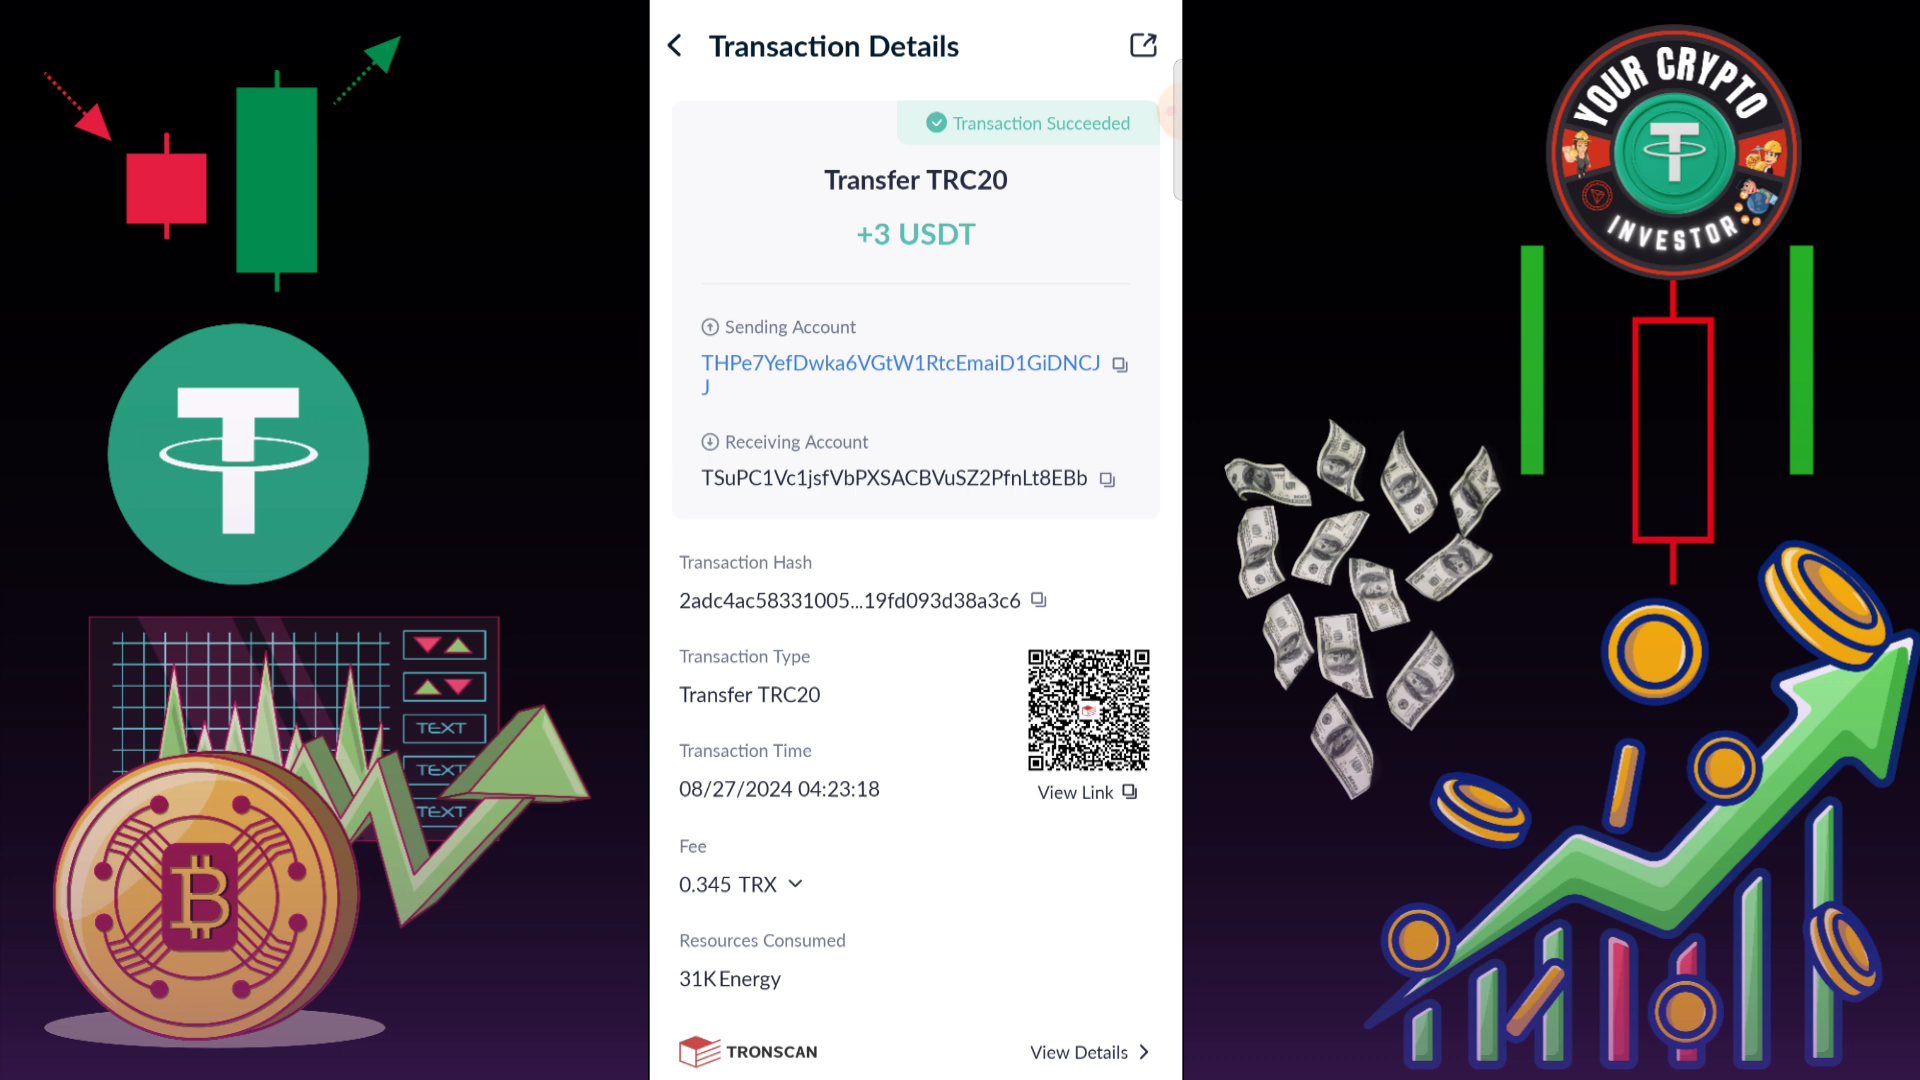 Transaction Details
Transaction Succeeded
Transfer TRC20
+3 USDT
Sending Account
THPe7YefDwka6VGtW1RtcEmaiD1GiDNCJ
J
Receiving Account
TSuPC1Vc1jsfVbPXSACBVuSZ2PfnLt8EBb
Transaction Hash
2adc4ac58331005...19fd093d38a3c6
Transaction Type
Transfer TRC20
Transaction Time
08/27/2024 04:23:18
View Link
Fee
0.345 TRX
Resources Consumed
31K Energy
TRONSCAN
View Details
TEXT
TEXT
TEXT
YOUR CRYPTO
INVESTOR